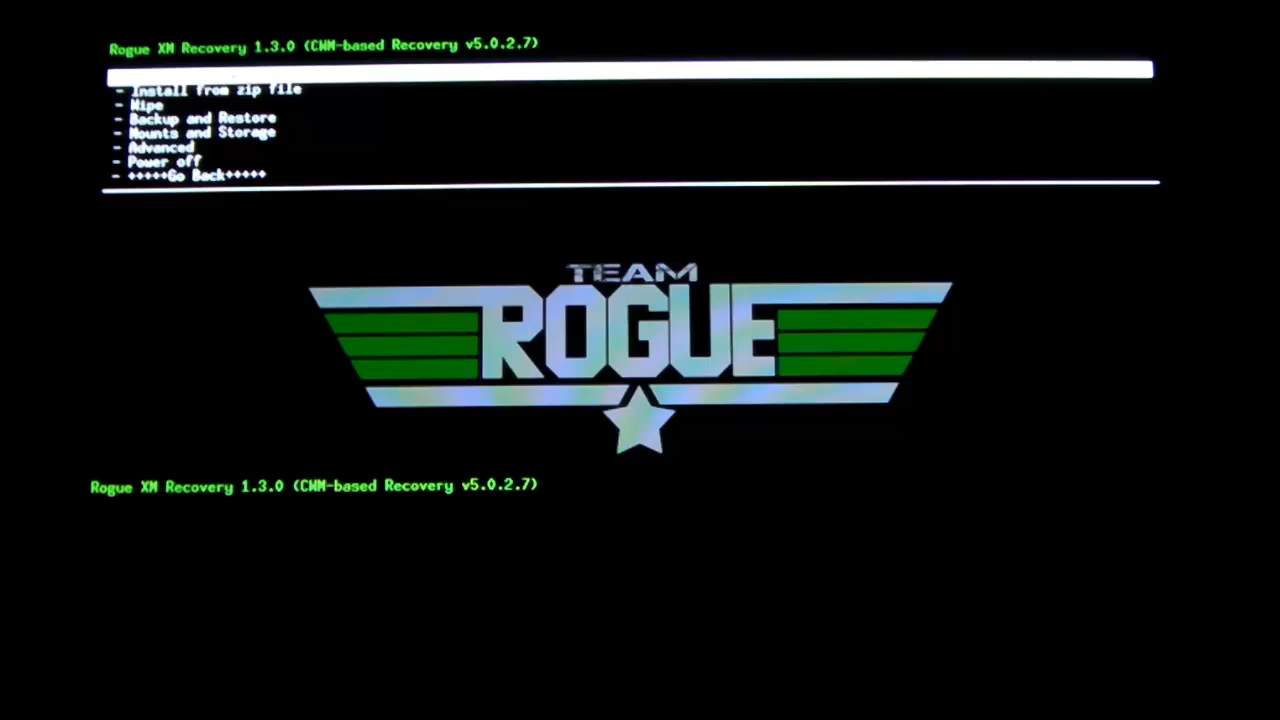 Rogue XM Recovery 1.3.0 (CWM-based Recovery v5.0.2.7)
- Install from zip file
- Wipe
- Backup and Restore
- Mounts and Storage
- Advanced
- Power off
- +++++Go Back+++++
TEAM
ROGUE
Rogue XM Recovery 1.3.0 (CWM-based Recovery v5.0.2.7)